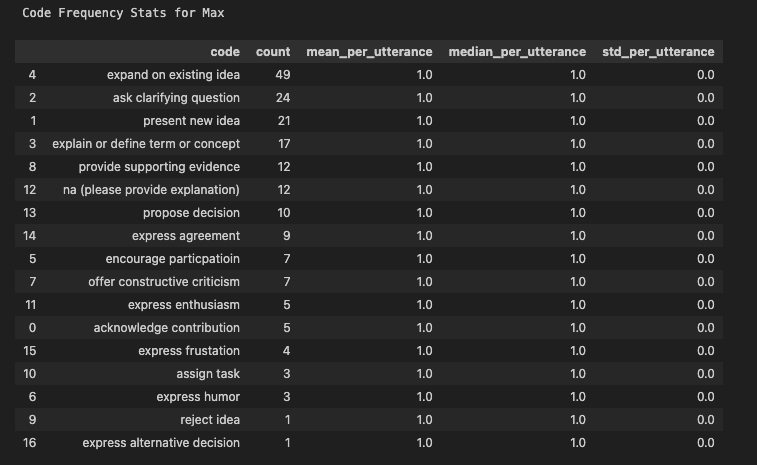 Code Frequency Stats for Max
code count mean_per_utterance median_per_utterance std_per_utterance
4 expand on existing idea 49 1.0 1.0 0.0
2 ask clarifying question 24 1.0 1.0 0.0
1 present new idea 21 1.0 1.0 0.0
3 explain or define term or concept 17 1.0 1.0 0.0
8 provide supporting evidence 12 1.0 1.0 0.0
12 na (please provide explanation) 12 1.0 1.0 0.0
13 propose decision 10 1.0 1.0 0.0
14 express agreement 9 1.0 1.0 0.0
5 encourage particpatioin 7 1.0 1.0 0.0
7 offer constructive criticism 7 1.0 1.0 0.0
11 express enthusiasm 5 1.0 1.0 0.0
0 acknowledge contribution 5 1.0 1.0 0.0
15 express frustation 4 1.0 1.0 0.0
10 assign task 3 1.0 1.0 0.0
6 express humor 3 1.0 1.0 0.0
9 reject idea 1 1.0 1.0 0.0
16 express alternative decision 1 1.0 1.0 0.0